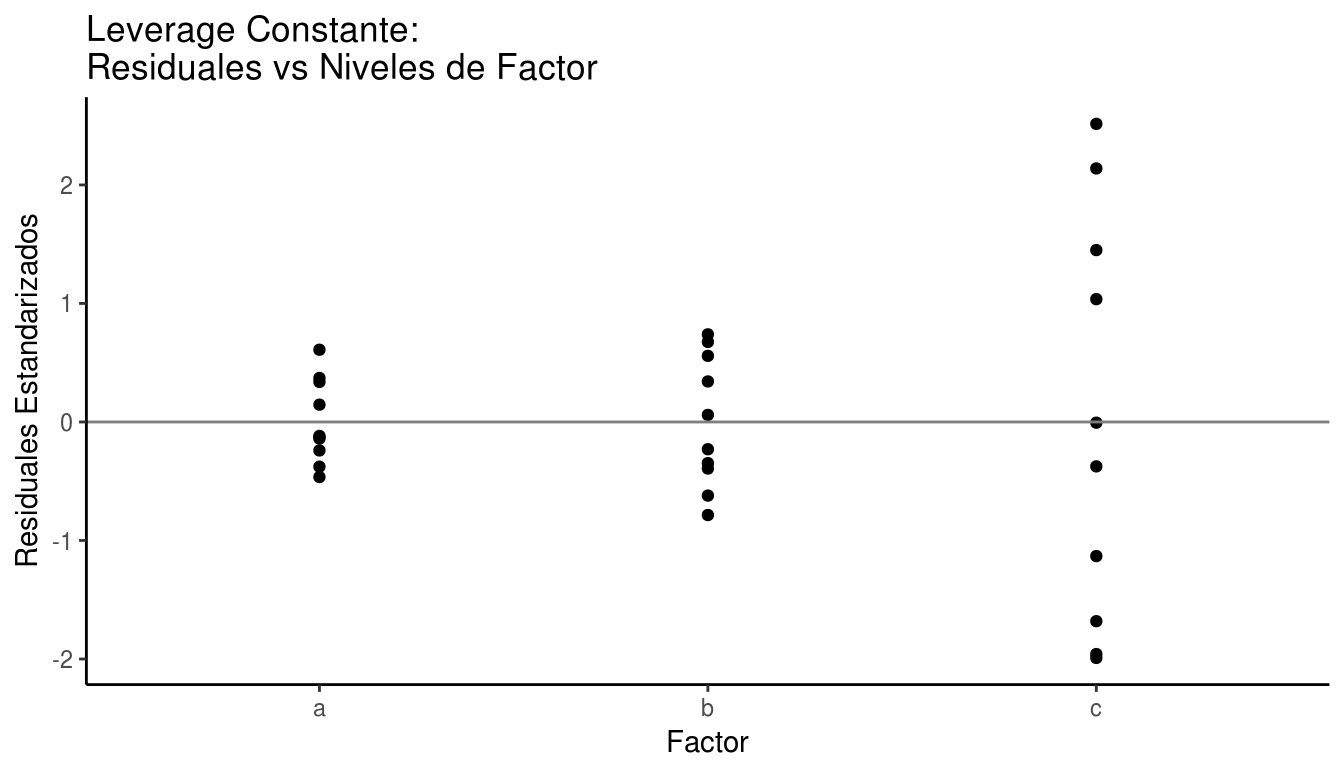 Leverage Constante:
Residuales vs Niveles de Factor
Residuales Estandarizados
2
1
0
-1
-2
a
b
c
Factor